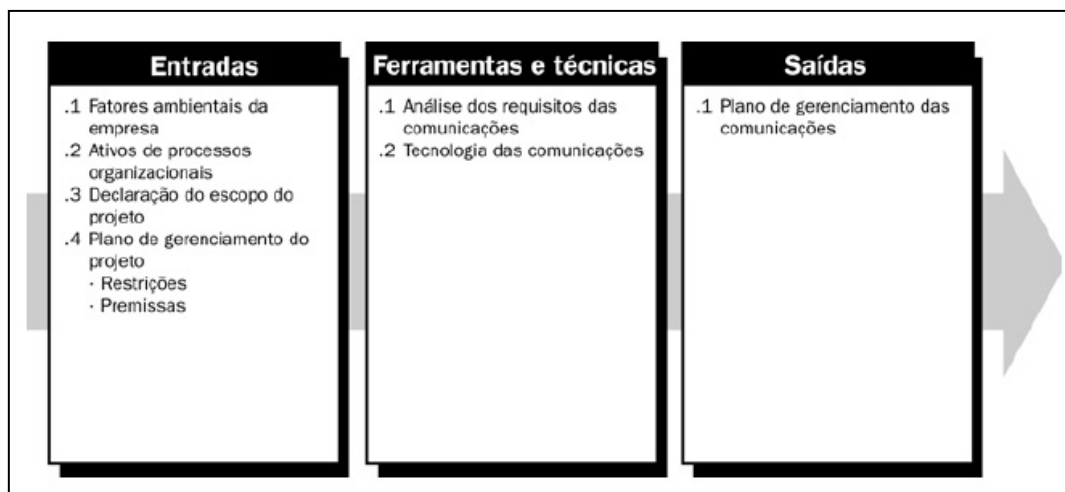 Entradas
.1 Fatores ambientais da
empresa
.2 Ativos de processos
organizacionais
.3 Declaração do escopo do
projeto
.4 Plano de gerenciamento do
projeto
· Restrições
· Premissas
Ferramentas e técnicas
.1 Análise dos requisitos das
comunicações
.2 Tecnologia das comunicações
Saídas
.1 Plano de gerenciamento das
comunicações